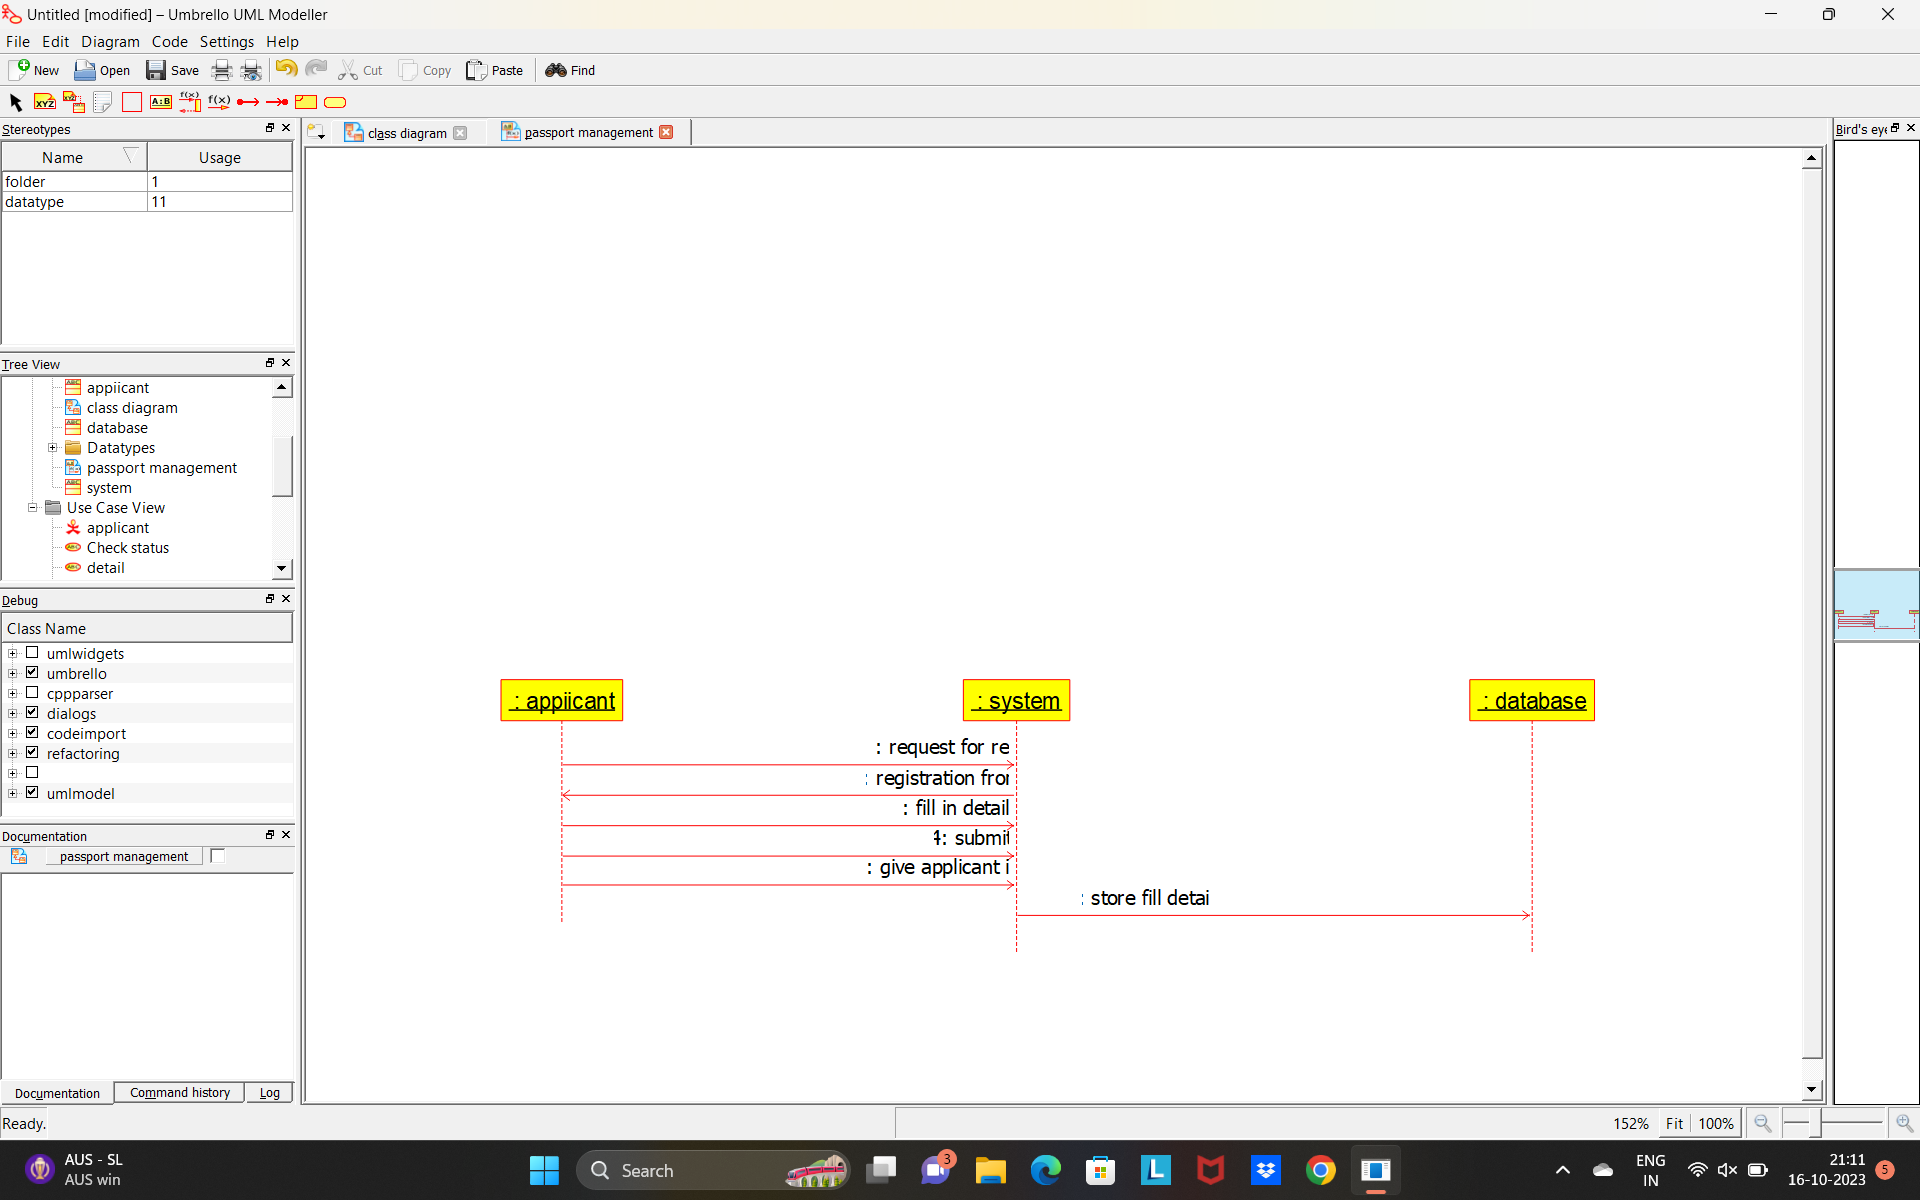 Untitled [modified] – Umbrello UML Modeller
File Edit Diagram Code Settings Help
New Open Save Cut Copy Paste Find
XYZ A:B f(x) f(x)
Stereotypes
Name Usage
folder 1
datatype 11
class diagram
passport management
Bird's eye
Tree View
appiicant
class diagram
database
Datatypes
passport management
system
Use Case View
applicant
Check status
detail
Debug
Class Name
umlwidgets
umbrello
cppparser
dialogs
codeimport
refactoring
umlmodel
Documentation
passport management
Documentation Command history Log
: appiicant
: system
: database
: request for re
: registration fror
: fill in detail
4: submit
: give applicant i
: store fill detai
Ready.
152% Fit 100%
AUS - SL
AUS win
Search
3
L
ENG
IN
21:11
16-10-2023
5